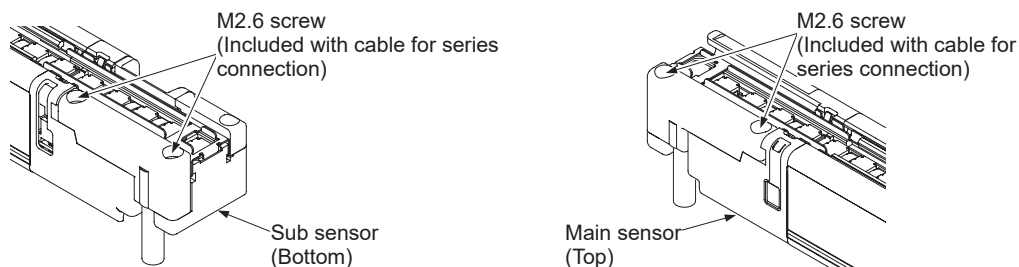 M2.6 screw
(Included with cable for series
connection)
Sub sensor
(Bottom)
M2.6 screw
(Included with cable for
series connection)
Main sensor
(Top)